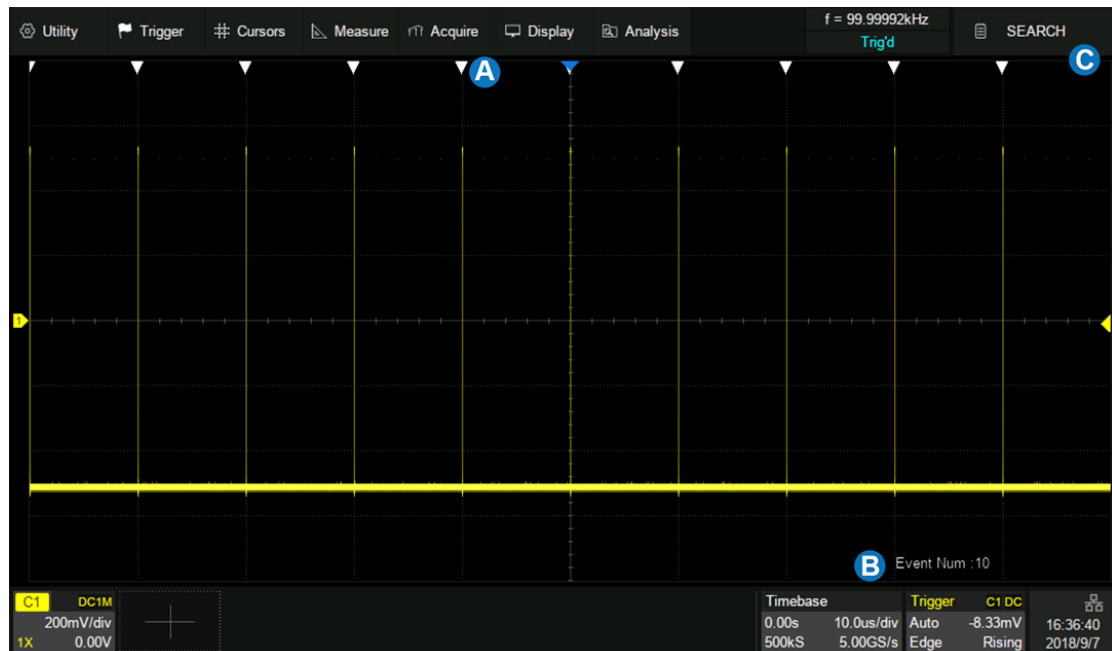 Utility Trigger Cursors Measure Acquire Display Analysis f = 99.99992kHz SEARCH
Trig'd
A C
1
B Event Num :10
C1 DC1M Timebase Trigger C1 DC
200mV/div 0.00s 10.0us/div Auto -8.33mV 16:36:40
1X 0.00V 500kS 5.00GS/s Edge Rising 2018/9/7